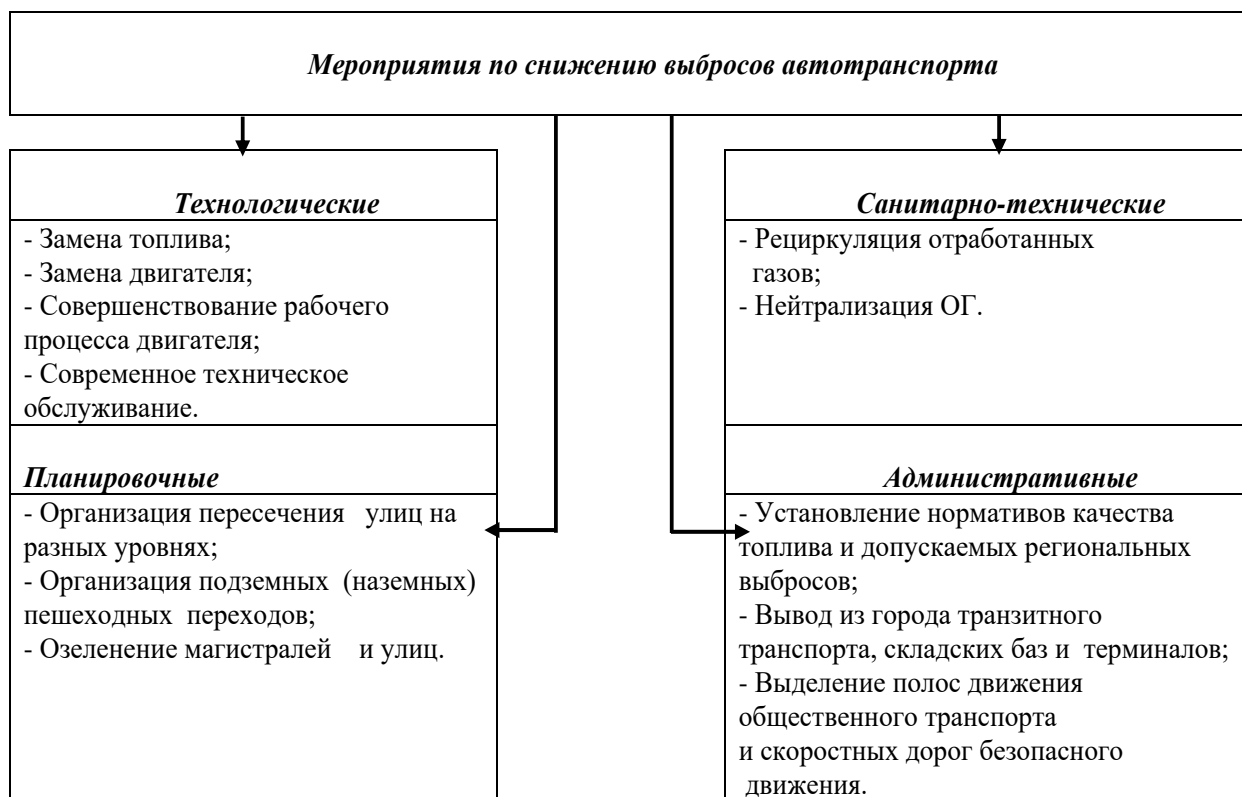 Мероприятия по снижению выбросов автотранспорта
Технологические
- Замена топлива;
- Замена двигателя;
- Совершенствование рабочего
процесса двигателя;
- Современное техническое
обслуживание.
Санитарно-технические
- Рециркуляция отработанных
газов;
- Нейтрализация ОГ.
Планировочные
- Организация пересечения улиц на
разных уровнях;
- Организация подземных (наземных)
пешеходных переходов;
- Озеленение магистралей и улиц.
Административные
- Установление нормативов качества
топлива и допускаемых региональных
выбросов;
- Вывод из города транзитного
транспорта, складских баз и терминалов;
- Выделение полос движения
общественного транспорта
и скоростных дорог безопасного
движения.